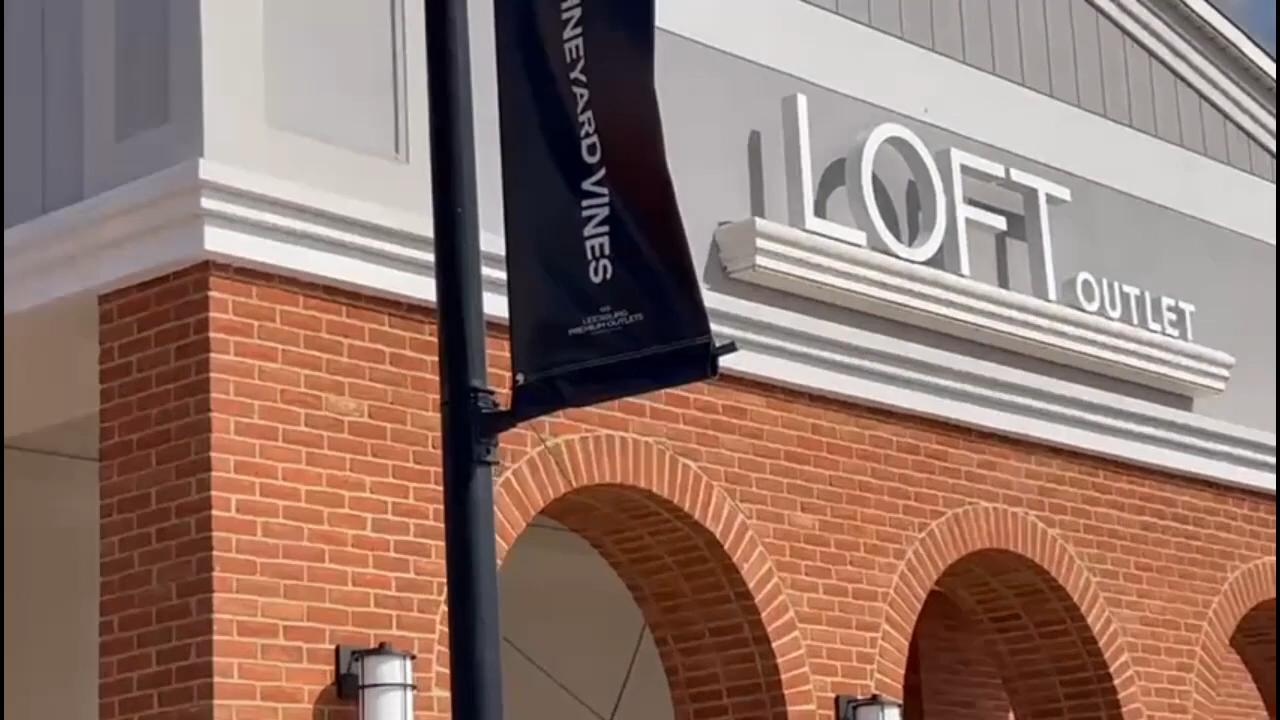 INEYARD VINES
LEESBURG
PREMIUM OUTLETS
LOFT
OUTLET